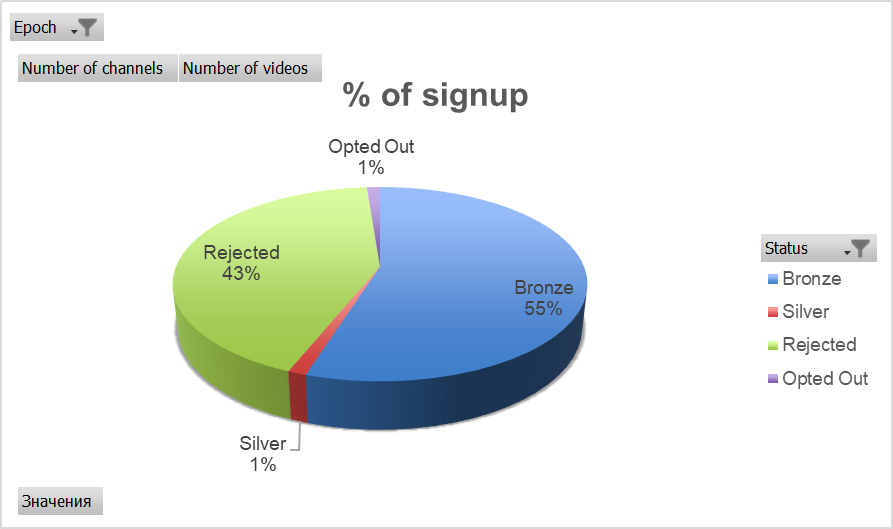 Epoch
Number of channels
Number of videos
% of signup
Opted Out
1%
Rejected
43%
Bronze
55%
Silver
1%
Status
Bronze
Silver
Rejected
Opted Out
Значения